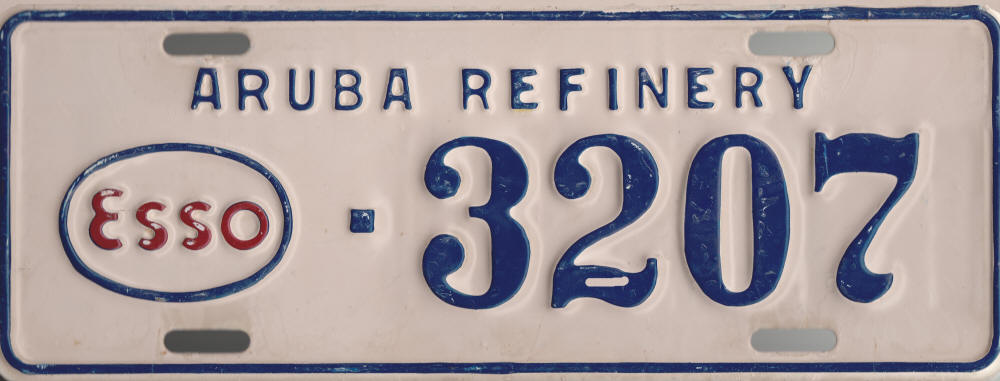 ARUBA REFINERY
Esso · 3207